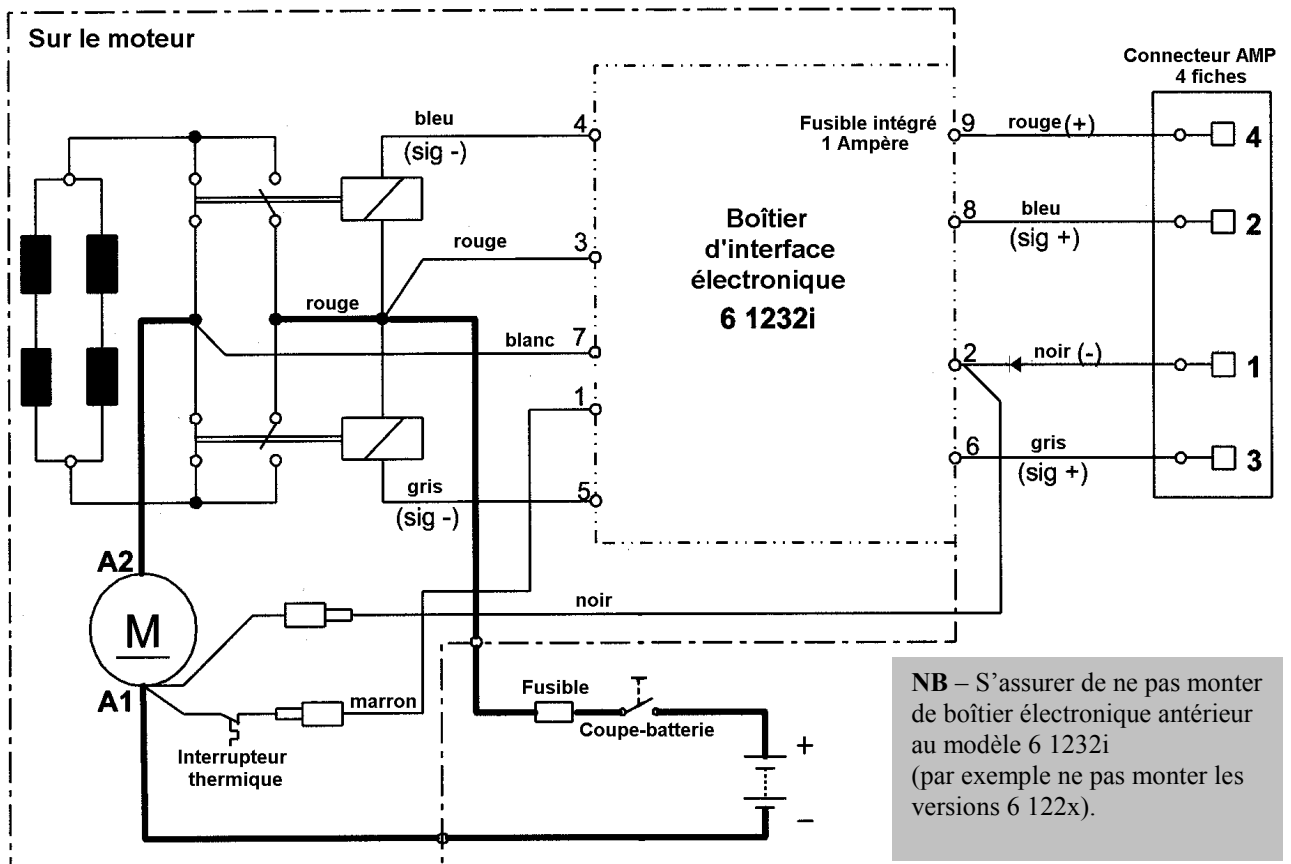 Sur le moteur
Connecteur AMP
4 fiches
bleu
(sig -)
4
Fusible intégré
1 Ampère
9
rouge (+)
4
8
bleu
(sig +)
2
Boîtier
d'interface
électronique
6 1232i
rouge
3
rouge
blanc
7
2
noir (-)
1
1
6
gris
(sig +)
3
gris
(sig -)
5
A2
M
A1
noir
marron
Interrupteur
thermique
Fusible
Coupe-batterie
+
–
NB – S'assurer de ne pas monter
de boîtier électronique antérieur
au modèle 6 1232i
(par exemple ne pas monter les
versions 6 122x).